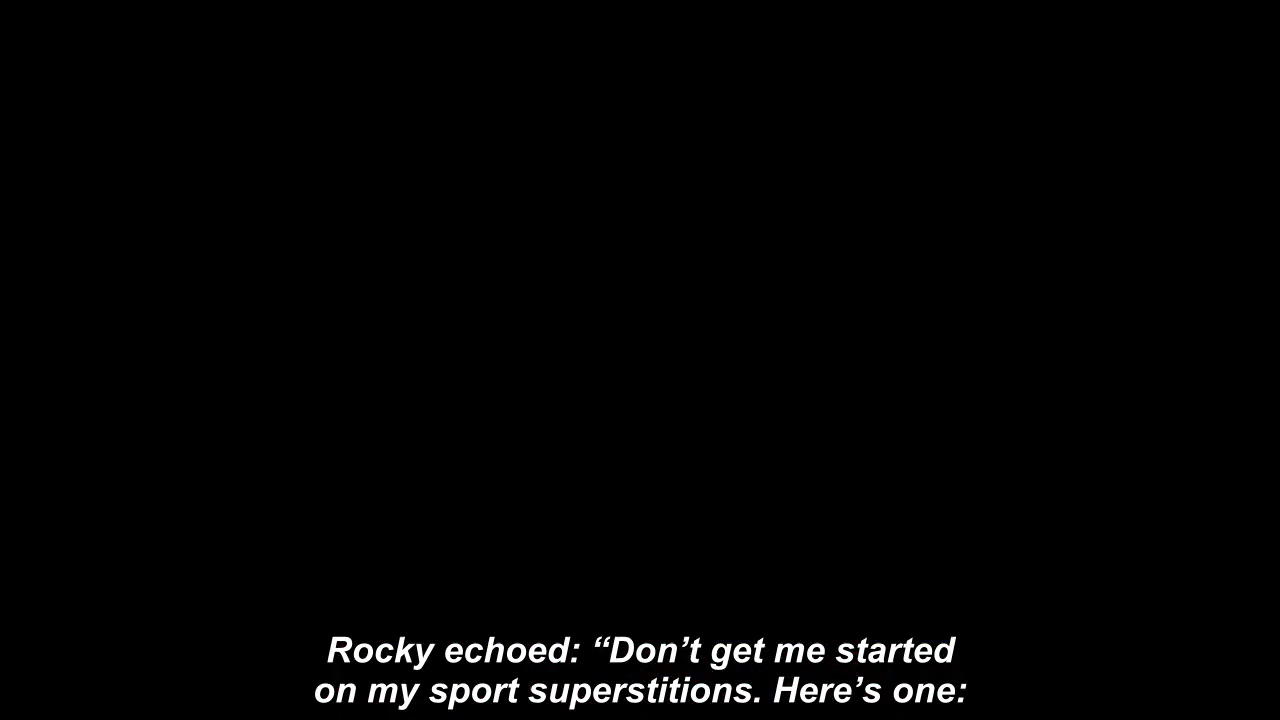 Rocky echoed: “Don’t get me started
on my sport superstitions. Here’s one: